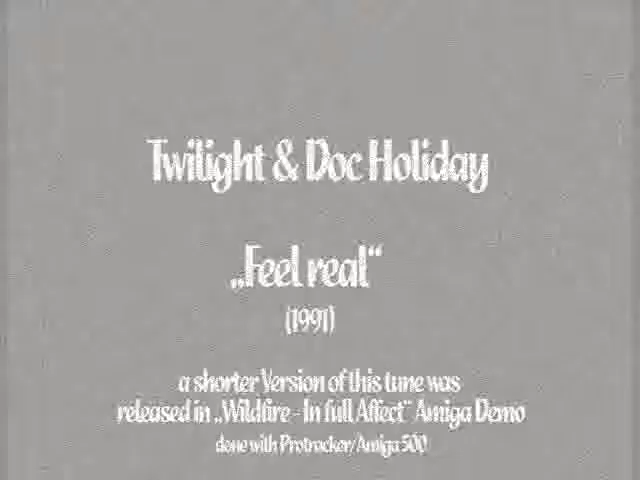 Twilight & Doc Holiday
„Feel real“
(1991)
a shorter Version of this tune was
released in „Wildfire - In full Affect“ Amiga Demo
done with Protracker/Amiga 500